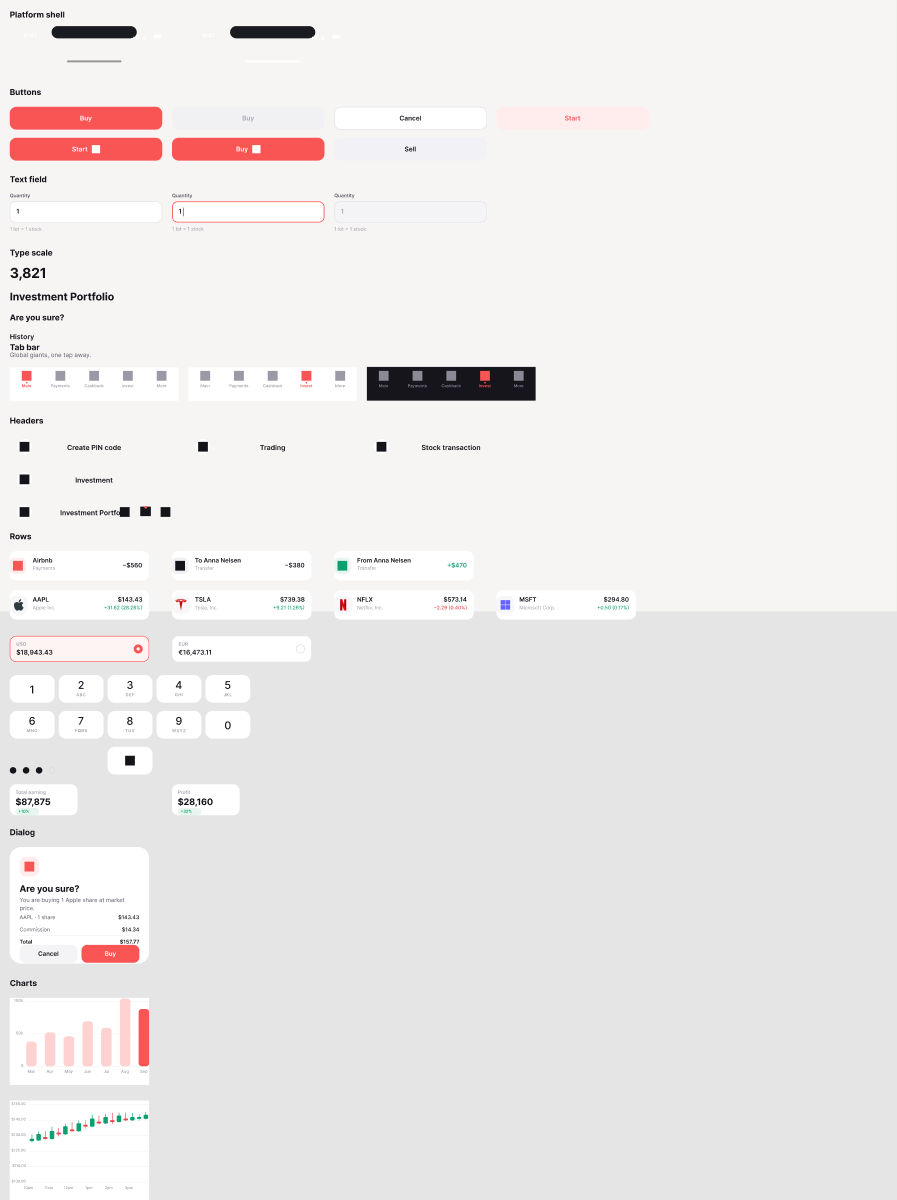 Platform shell
Buttons
Buy
Buy
Cancel
Start
Start
Buy
Sell
Text field
Quantity
Quantity
Quantity
1
1
1
1 lot = 1 stock
1 lot = 1 stock
1 lot = 1 stock
Type scale
3,821
Investment Portfolio
Are you sure?
History
Tab bar
Global giants, one tap away.
Main Payments Cashback Invest More
Main Payments Cashback Invest More
Main Payments Cashback Invest More
Headers
Create PIN code
Trading
Stock transaction
Investment
Investment Portfo
Rows
Airbnb
Payments
−$560
To Anna Nelsen
Transfer
−$380
From Anna Nelsen
Transfer
+$470
AAPL
Apple Inc.
$143.43
TSLA
Tesla, Inc.
$739.38
+9.21 (1.26%)
NFLX
Netflix, Inc.
$573.14
−2.29 (0.40%)
MSFT
Microsoft Corp.
$294.80
+0.50 (0.17%)
USD
$18,943.43
EUR
€16,473.11
1
2
ABC
3
DEF
4
GHI
5
JKL
6
MNO
7
PQRS
8
TUV
9
WXYZ
0
Total earning
$87,875
+10%
Profit
$28,160
Dialog
Are you sure?
You are buying 1 Apple share at market
price.
AAPL · 1 share $143.43
Commission $14.34
Total $157.77
Cancel
Buy
Charts
100k
50k
0
Mar Apr May Jun Jul Aug Sep